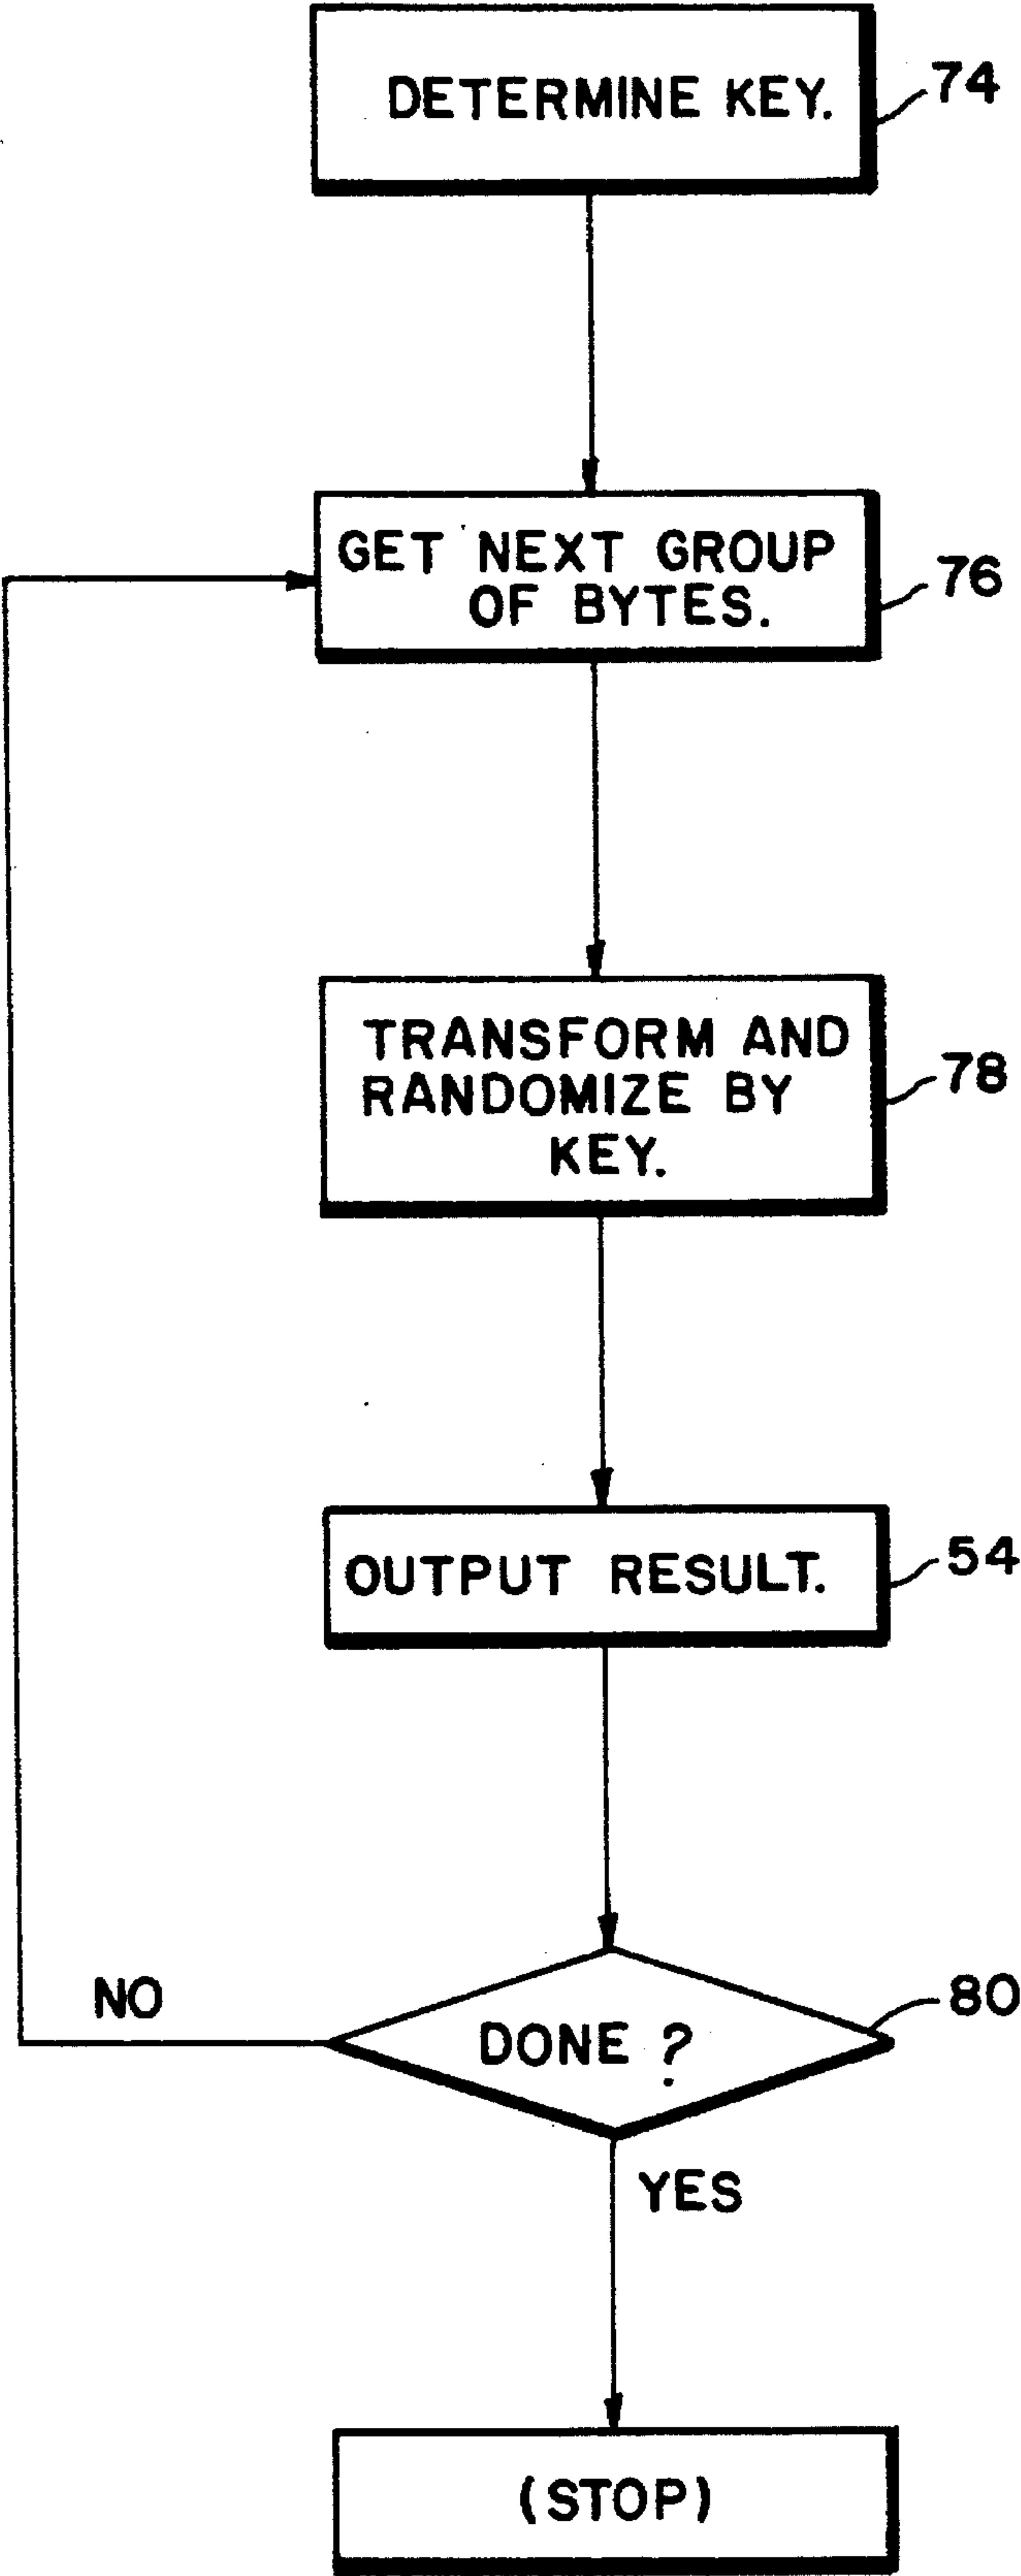 DETERMINE KEY.
74
GET NEXT GROUP
OF BYTES.
76
TRANSFORM AND
RANDOMIZE BY
KEY.
78
OUTPUT RESULT.
54
DONE ?
80
NO
YES
(STOP)